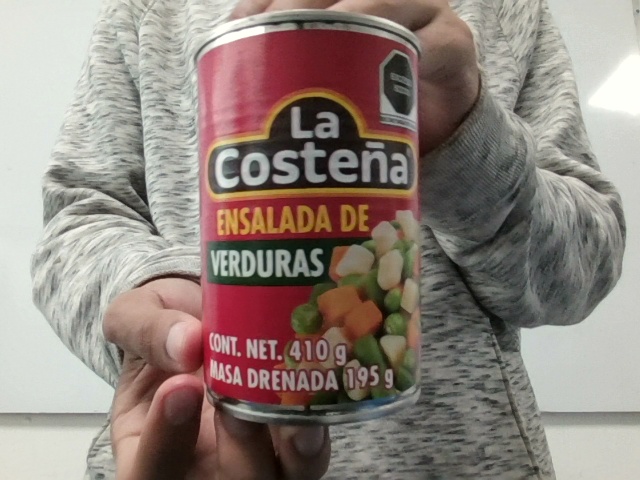 La
Costeña
ENSALADA DE
VERDURAS
CONT. NET. 410 g
MASA DRENADA 195 g